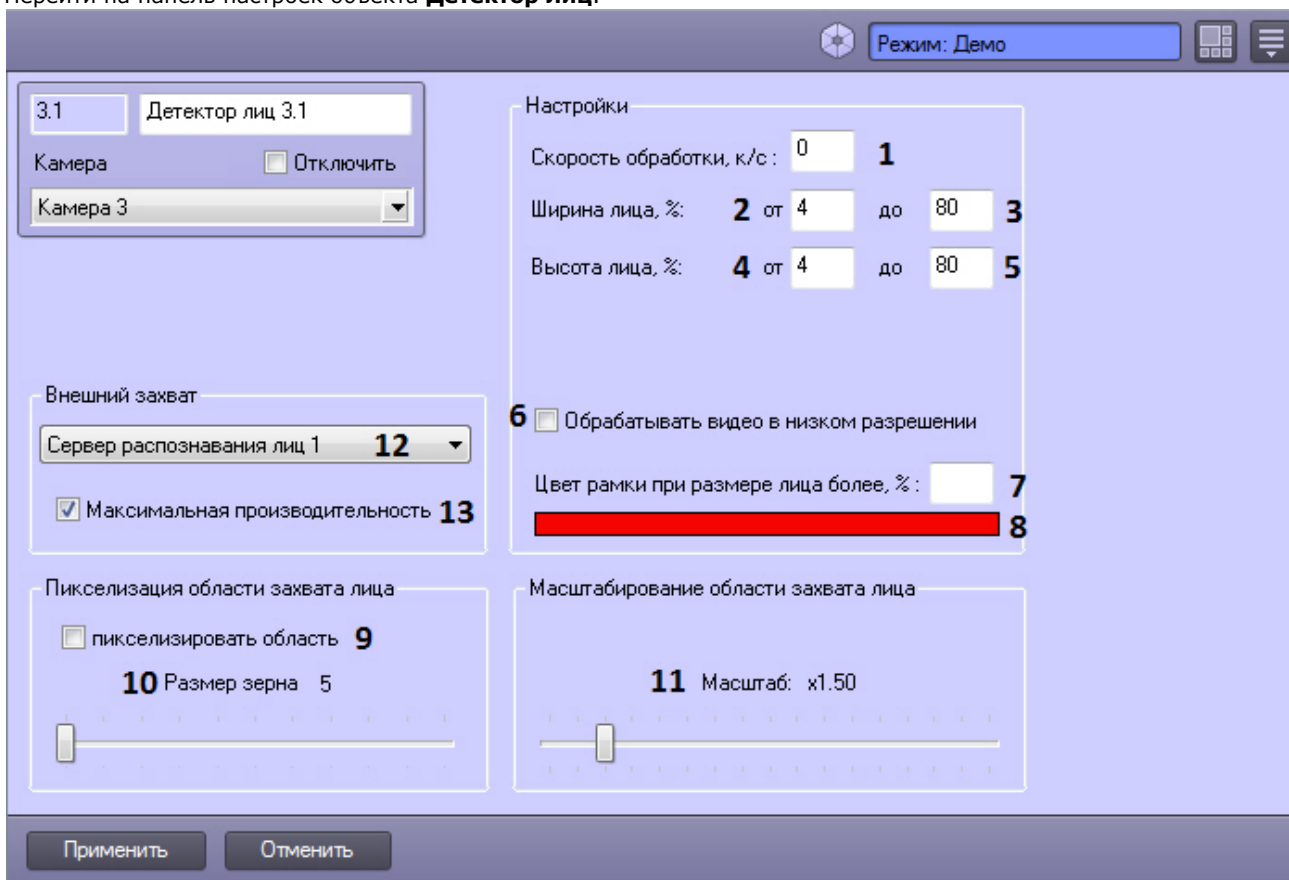 Перейти на панель настроек объекта Детектор лиц.
Режим: Демо
3.1 Детектор лиц 3.1
Камера Отключить
Камера 3
Настройки
Скорость обработки, к/с : 0 1
Ширина лица, %: 2 от 4 до 80 3
Высота лица, %: 4 от 4 до 80 5
6 Обрабатывать видео в низком разрешении
Цвет рамки при размере лица более, % : 7
8
Внешний захват
Сервер распознавания лиц 1 12
Максимальная производительность 13
Пикселизация области захвата лица
пикселизировать область 9
10 Размер зерна 5
Масштабирование области захвата лица
11 Масштаб: x1.50
Применить Отменить